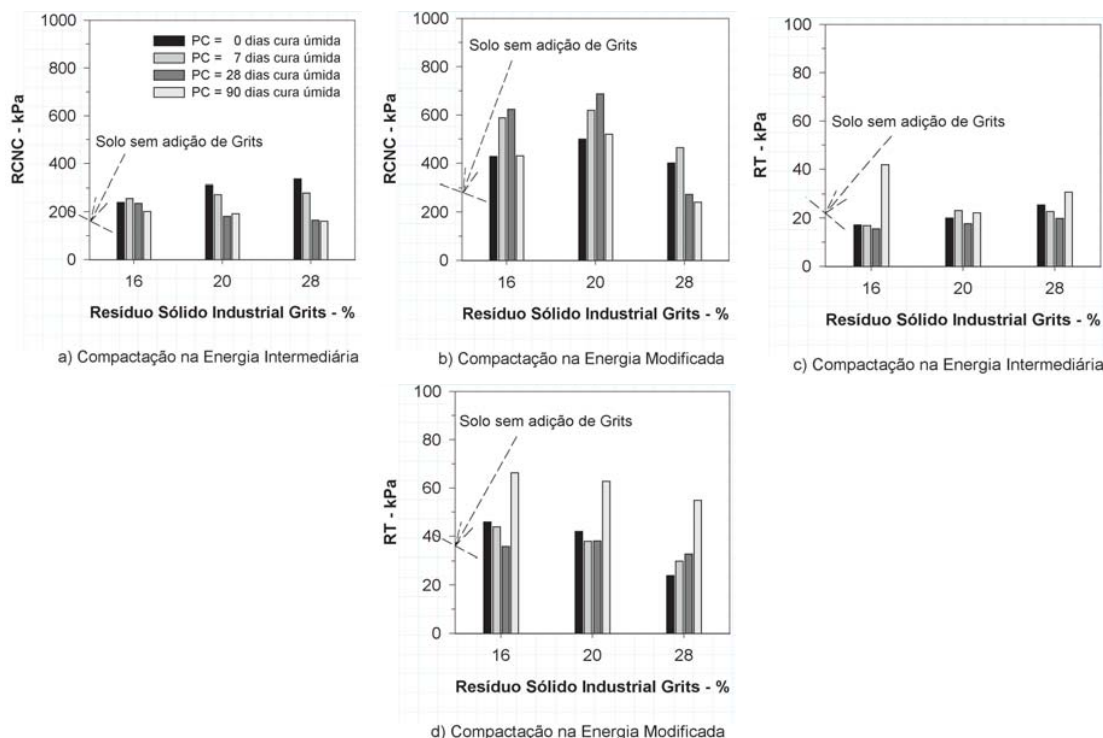 1000
800
600
400
200
0
RCNC - kPa
PC = 0 dias cura úmida
PC = 7 dias cura úmida
PC = 28 dias cura úmida
PC = 90 dias cura úmida
Solo sem adição de Grits
16 20 28
Resíduo Sólido Industrial Grits - %
a) Compactação na Energia Intermediária
1000
800
600
400
200
0
RCNC - kPa
Solo sem adição de Grits
16 20 28
Resíduo Sólido Industrial Grits - %
b) Compactação na Energia Modificada
100
80
60
40
20
0
RT - kPa
Solo sem adição de Grits
16 20 28
Resíduo Sólido Industrial Grits - %
c) Compactação na Energia Intermediária
100
80
60
40
20
0
RT - kPa
Solo sem adição de Grits
16 20 28
Resíduo Sólido Industrial Grits - %
d) Compactação na Energia Modificada